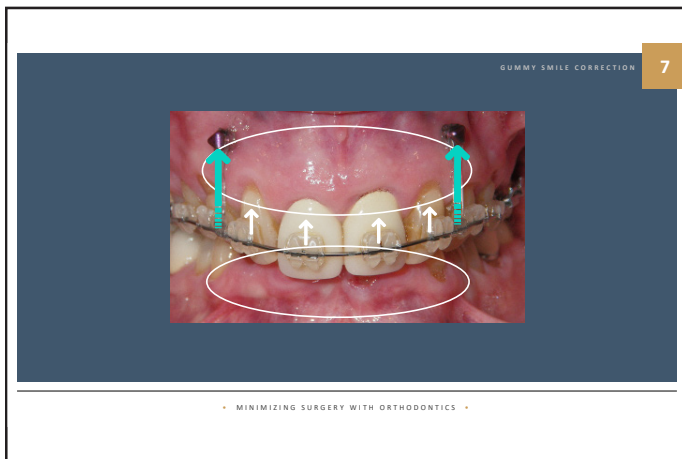 GUMMY SMILE CORRECTION
7
• MINIMIZING SURGERY WITH ORTHODONTICS •